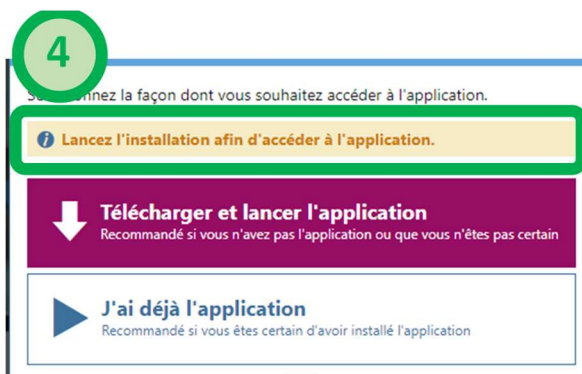 4
la façon dont vous souhaitez accéder à l'application.
Lancez l'installation afin d'accéder à l'application.
Télécharger et lancer l'application
Recommandé si vous n'avez pas l'application ou que vous n'êtes pas certain
J'ai déjà l'application
Recommandé si vous êtes certain d'avoir installé l'application